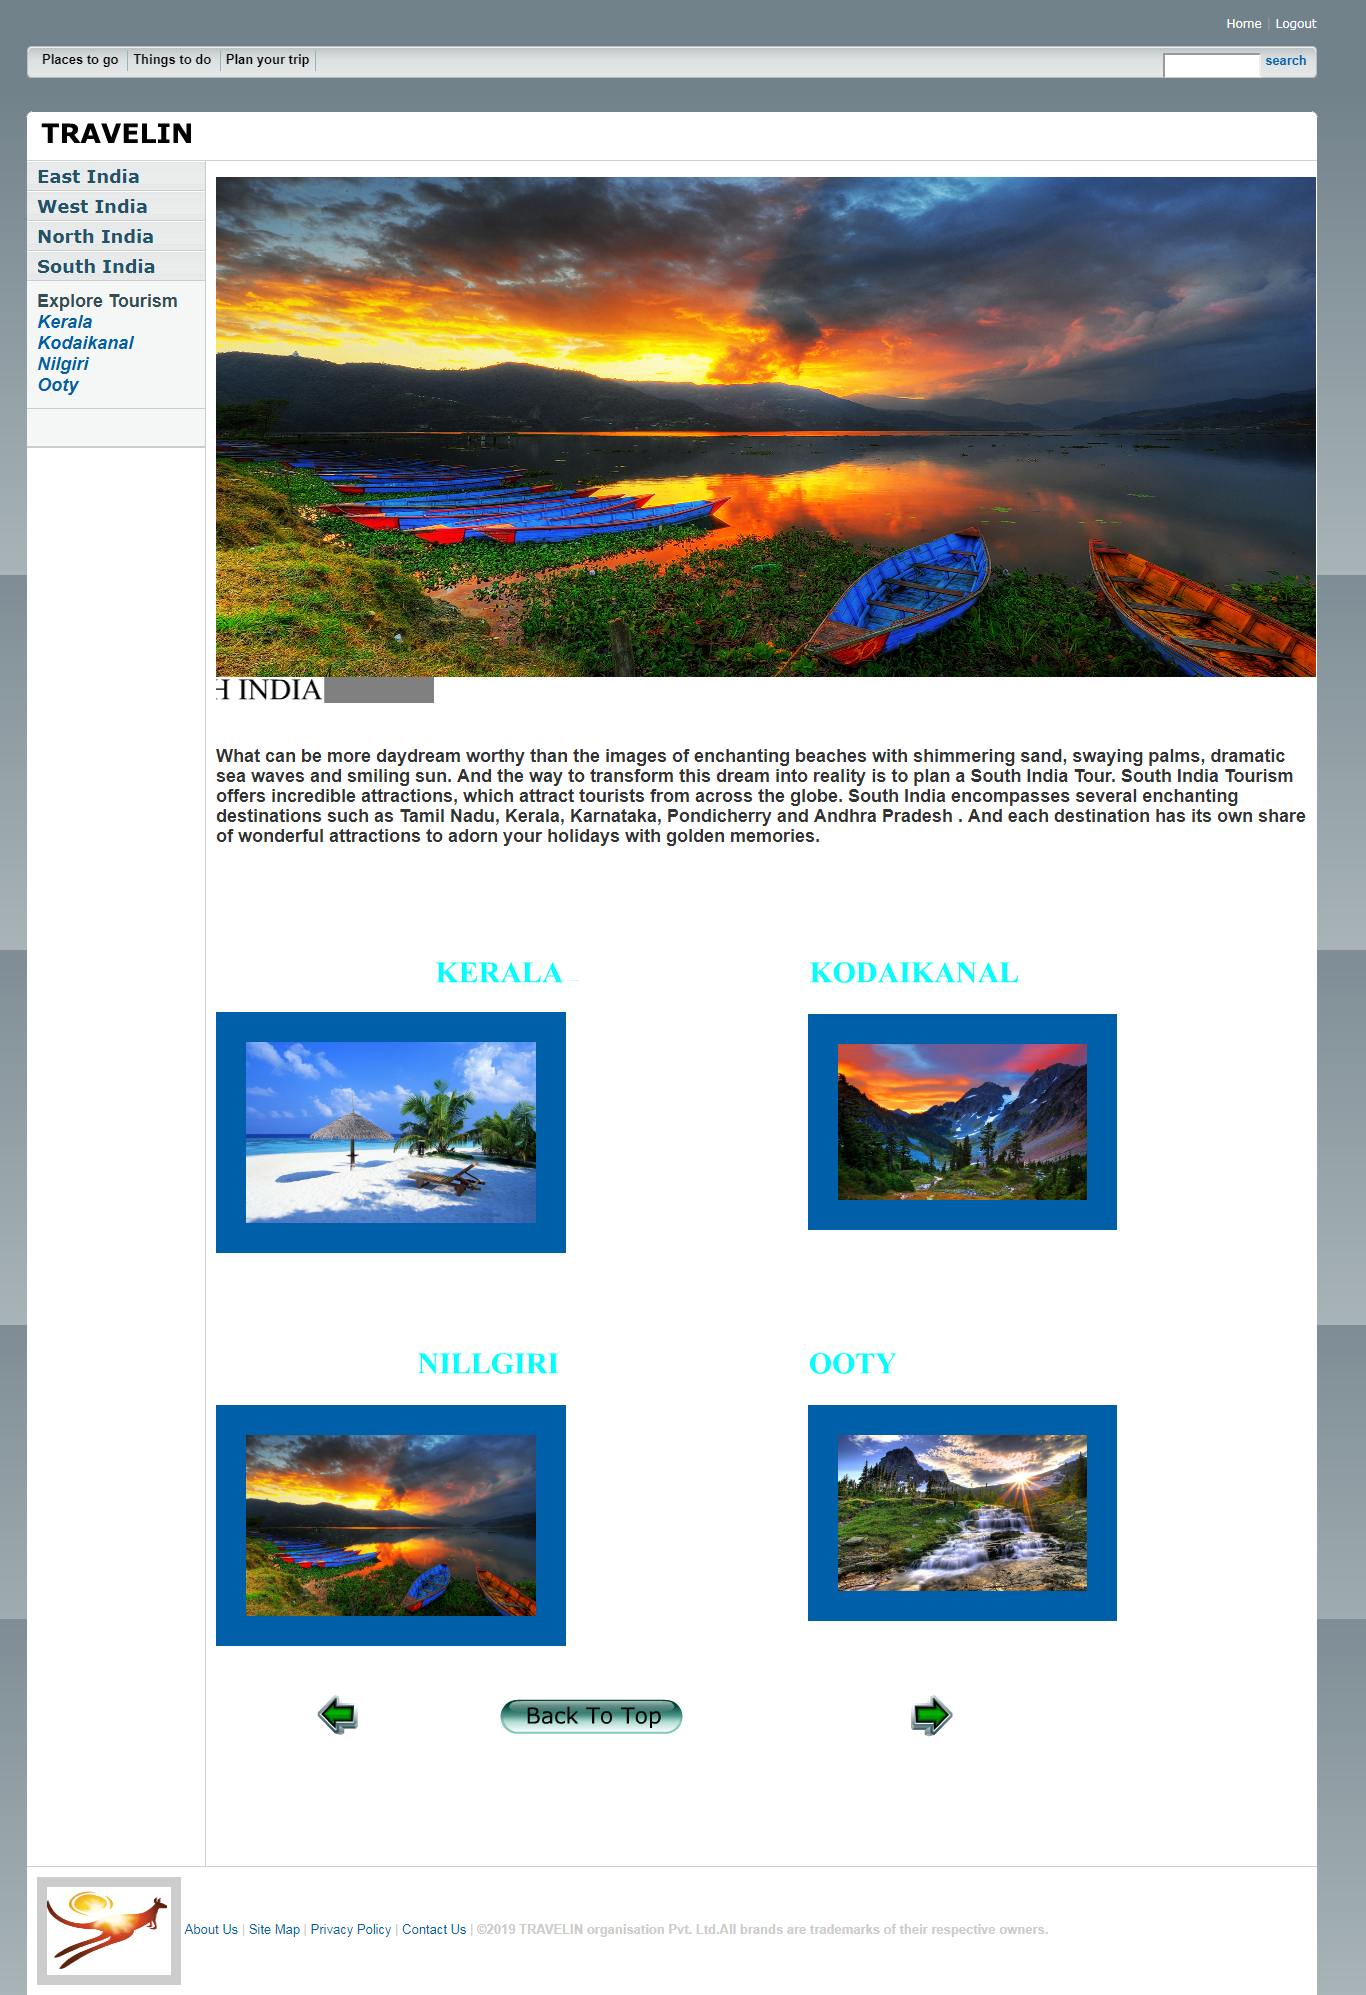 Home | Logout
Places to go | Things to do | Plan your trip
search
TRAVELIN
East India
West India
North India
South India
Explore Tourism
Kerala
Kodaikanal
Nilgiri
Ooty
H INDIA
What can be more daydream worthy than the images of enchanting beaches with shimmering sand, swaying palms, dramatic
sea waves and smiling sun. And the way to transform this dream into reality is to plan a South India Tour. South India Tourism
offers incredible attractions, which attract tourists from across the globe. South India encompasses several enchanting
destinations such as Tamil Nadu, Kerala, Karnataka, Pondicherry and Andhra Pradesh . And each destination has its own share
of wonderful attractions to adorn your holidays with golden memories.
KERALA
KODAIKANAL
NILLGIRI
OOTY
Back To Top
About Us | Site Map | Privacy Policy | Contact Us | ©2019 TRAVELIN organisation Pvt. Ltd.All brands are trademarks of their respective owners.